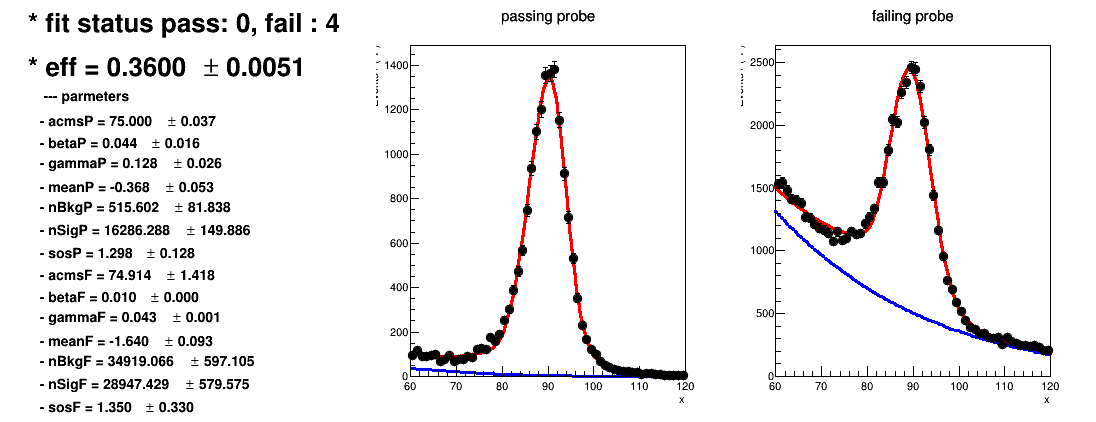 * fit status pass: 0, fail : 4
* eff = 0.3600 ± 0.0051
--- parmeters
- acmsP = 75.000 ± 0.037
- betaP = 0.044 ± 0.016
- gammaP = 0.128 ± 0.026
- meanP = -0.368 ± 0.053
- nBkgP = 515.602 ± 81.838
- nSigP = 16286.288 ± 149.886
- sosP = 1.298 ± 0.128
- acmsF = 74.914 ± 1.418
- betaF = 0.010 ± 0.000
- gammaF = 0.043 ± 0.001
- meanF = -1.640 ± 0.093
- nBkgF = 34919.066 ± 597.105
- nSigF = 28947.429 ± 579.575
- sosF = 1.350 ± 0.330
passing probe
1400
1200
1000
800
600
400
200
0
60 70 80 90 100 110 120
x
failing probe
2500
2000
1500
1000
500
0
60 70 80 90 100 110 120
x